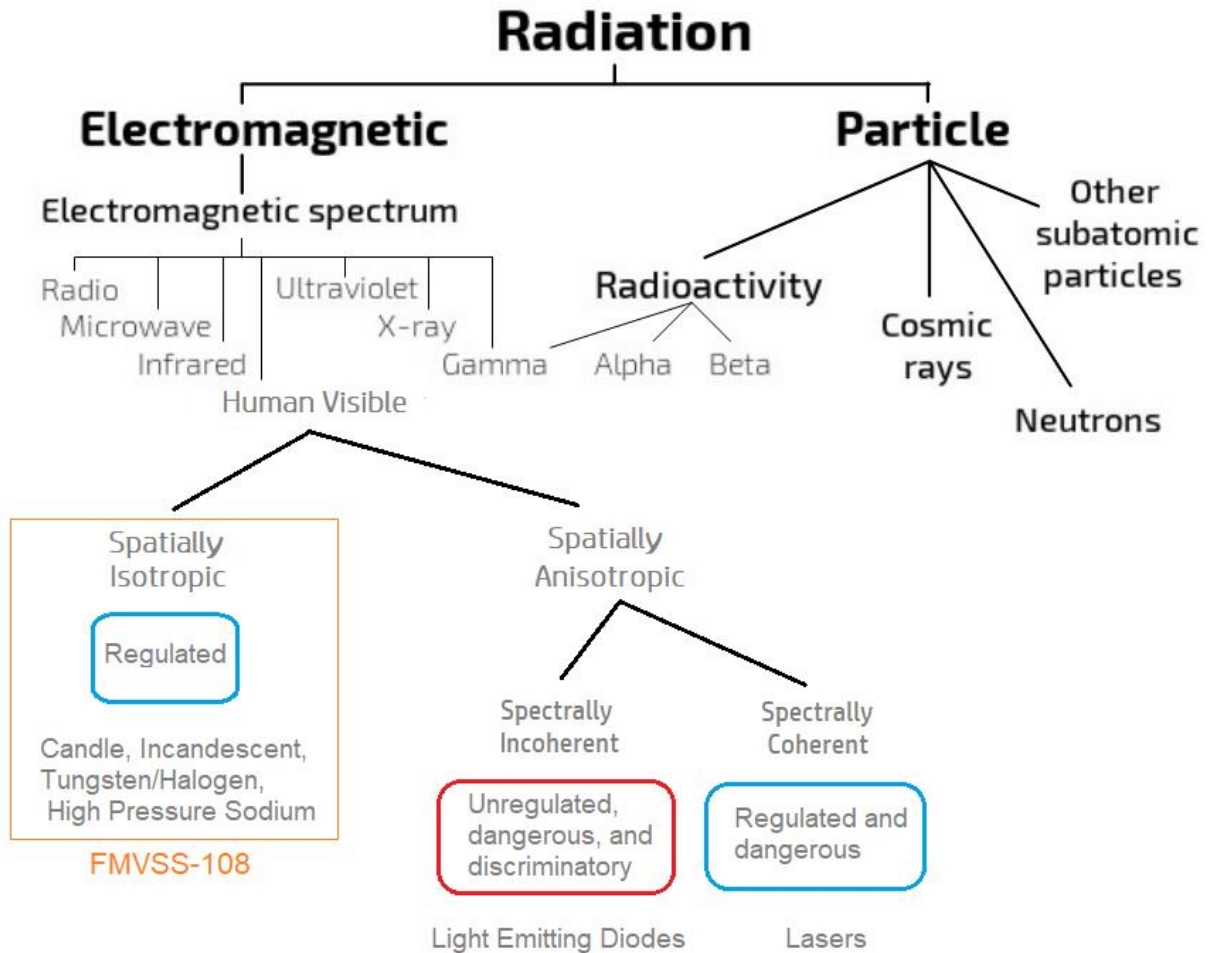 Radiation
Electromagnetic
Particle
Electromagnetic spectrum
Radio
Microwave
Infrared
Human Visible
Ultraviolet
X-ray
Gamma
Radioactivity
Alpha
Beta
Cosmic
rays
Neutrons
Other
subatomic
particles
Spatially
Isotropic
Regulated
Candle, Incandescent,
Tungsten/Halogen,
High Pressure Sodium
FMVSS-108
Spatially
Anisotropic
Spectrally
Incoherent
Unregulated,
dangerous, and
discriminatory
Light Emitting Diodes
Spectrally
Coherent
Regulated and
dangerous
Lasers